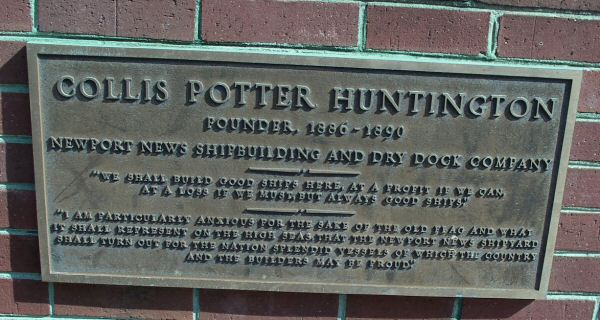 COLLIS POTTER HUNTINGTON
FOUNDER, 1886-1890
NEWPORT NEWS SHIPBUILDING AND DRY DOCK COMPANY
"WE SHALL BUILD GOOD SHIPS HERE, AT A PROFIT IF WE CAN,
AT A LOSS IF WE MUST, BUT ALWAYS GOOD SHIPS"
"I AM PARTICULARLY ANXIOUS FOR THE SAKE OF THE OLD FLAG AND WHAT
IT SHALL REPRESENT ON THE HIGH SEAS, THAT THE NEWPORT NEWS SHIPYARD
SHALL TURN OUT FOR THE NATION SPLENDID VESSELS OF WHICH THE COUNTRY
AND THE BUILDERS MAY BE PROUD"